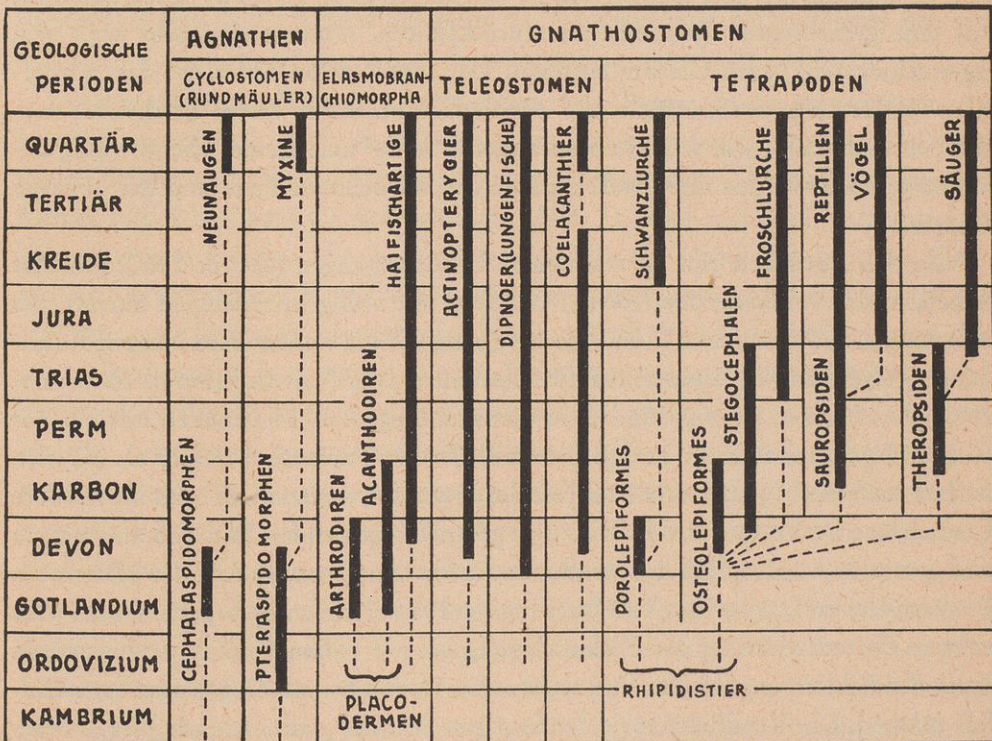 GEOLOGISCHE
PERIODEN
AGNATHEN
GNATHOSTOMEN
CYCLOSTOMEN
(RUNDMÄULER)
ELASMOBRAN-
CHIOMORPHA
TELEOSTOMEN
TETRAPODEN
QUARTÄR
TERTIÄR
KREIDE
JURA
TRIAS
PERM
KARBON
DEVON
GOTLANDIUM
ORDOVIZIUM
KAMBRIUM
CEPHALASPIDOMORPHEN
NEUNAUGEN
PTERASPIDOMORPHEN
MYXINE
ARTHRODIREN
ACANTHODIREN
HAIFISCHARTIGE
ACTINOPTERYGIER
DIPNOER (LUNGENFISCHE)
COELACANTHIER
POROLEPIFORMES
SCHWANZLURCHE
OSTEOLEPIFORMES
STEGOCEPHALEN
FROSCHLURCHE
SAUROPSIDEN
REPTILIEN
VÖGEL
THEROPSIDEN
SÄUGER
PLACO-
DERMEN
RHIPIDISTIER